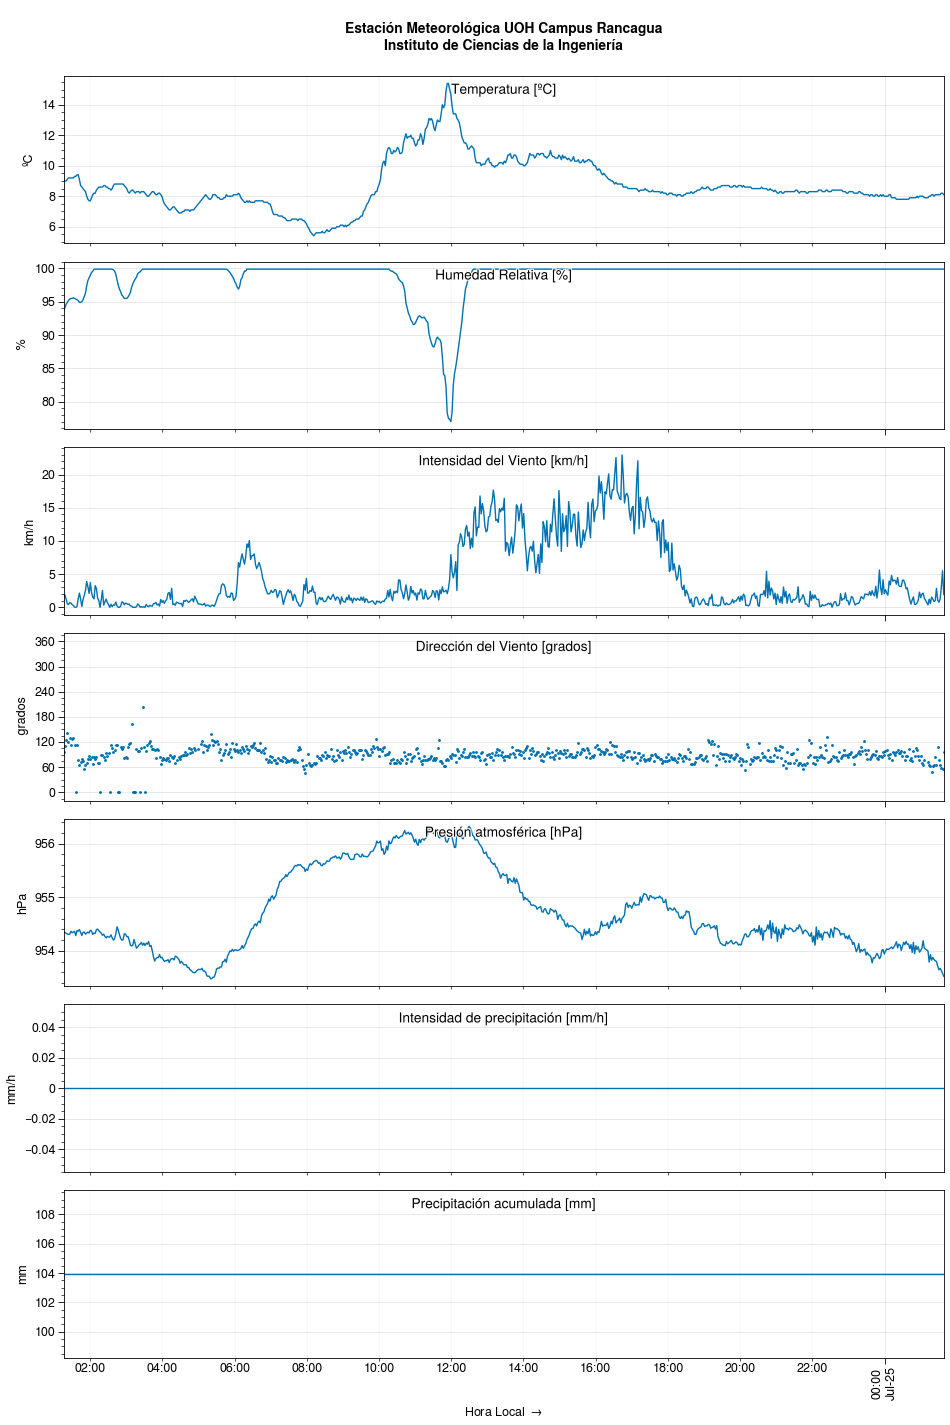 Estación Meteorológica UOH Campus Rancagua
Instituto de Ciencias de la Ingeniería
Temperatura [ºC]
14
12
10
8
6
ºC
Humedad Relativa [%]
100
95
90
85
80
%
Intensidad del Viento [km/h]
20
15
10
5
0
km/h
Dirección del Viento [grados]
360
300
240
180
120
60
0
grados
Presión atmosférica [hPa]
956
955
954
hPa
Intensidad de precipitación [mm/h]
0.04
0.02
0
−0.02
−0.04
mm/h
Precipitación acumulada [mm]
108
106
104
102
100
mm
02:00 04:00 06:00 08:00 10:00 12:00 14:00 16:00 18:00 20:00 22:00 00:00
Jul-25
Hora Local →